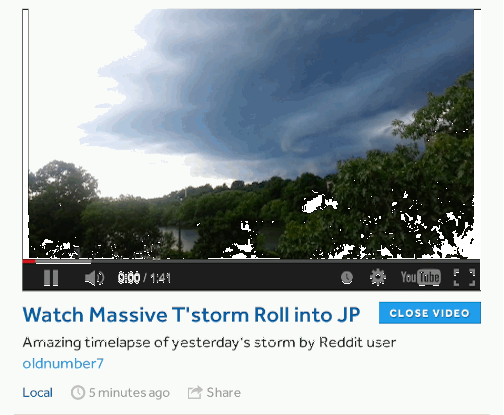 0:00 / 1:41
YouTube
Watch Massive T'storm Roll into JP
CLOSE VIDEO
Amazing timelapse of yesterday's storm by Reddit user
oldnumber7
Local
5 minutes ago
Share